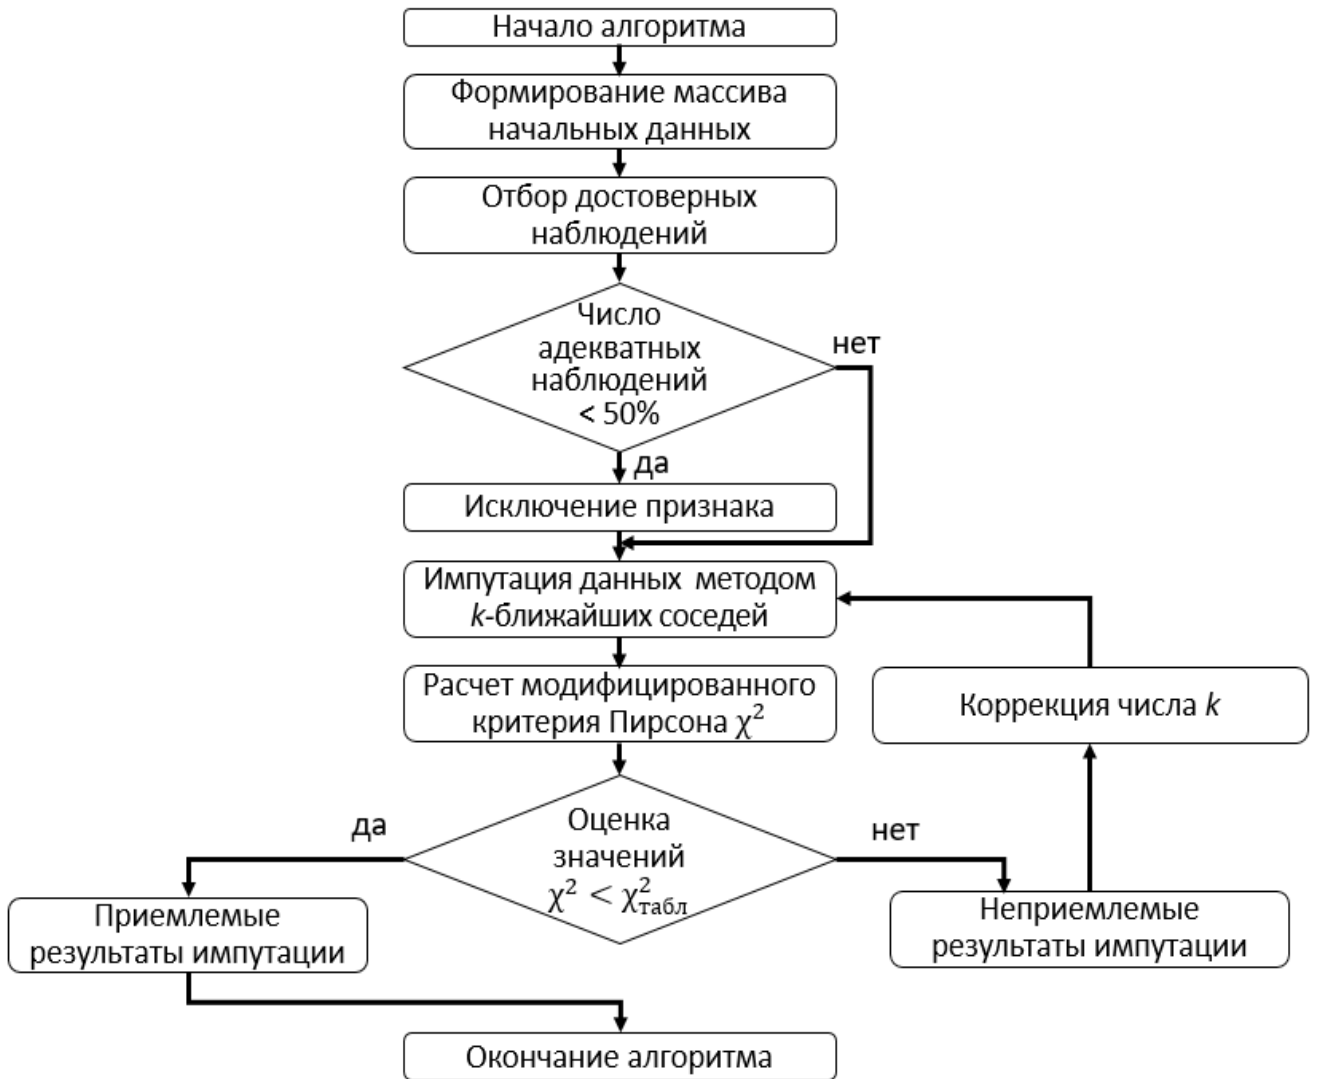 Начало алгоритма
Формирование массива
начальных данных
Отбор достоверных
наблюдений
Число
адекватных
наблюдений
< 50%
нет
да
Исключение признака
Импутация данных методом
k-ближайших соседей
Расчет модифицированного
критерия Пирсона χ²
Коррекция числа k
Оценка
значений
χ² < χ²табл
да
нет
Приемлемые
результаты импутации
Неприемлемые
результаты импутации
Окончание алгоритма